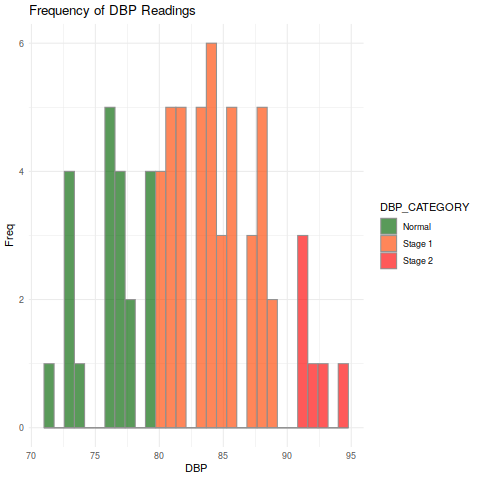 Frequency of DBP Readings
6
4
2
0
Freq
70 75 80 85 90 95
DBP
DBP_CATEGORY
Normal
Stage 1
Stage 2